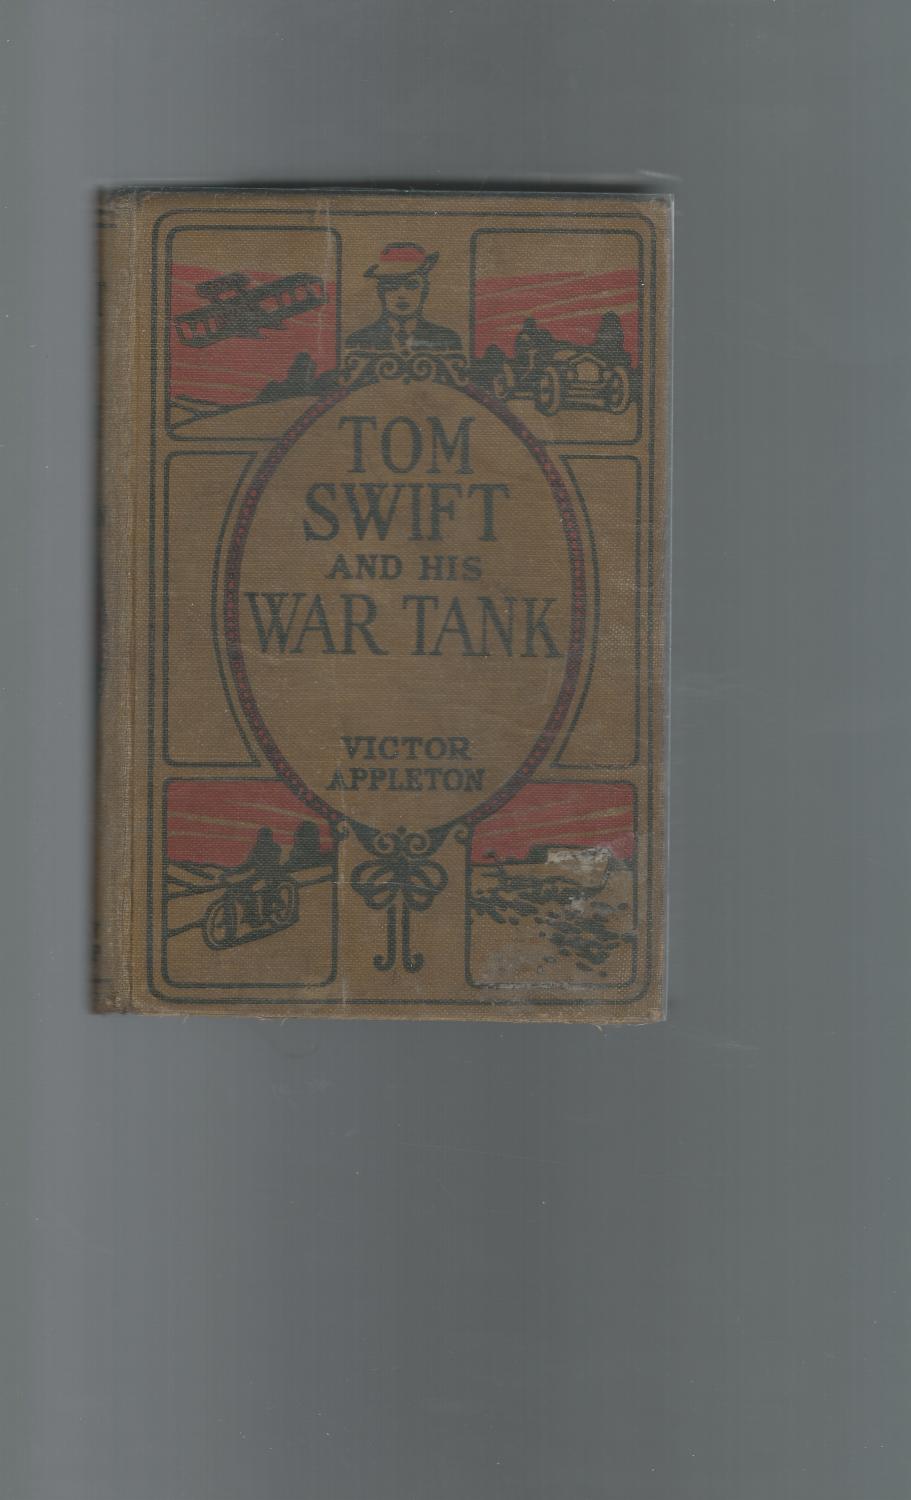 TOM
SWIFT
AND HIS
WAR TANK
VICTOR
APPLETON